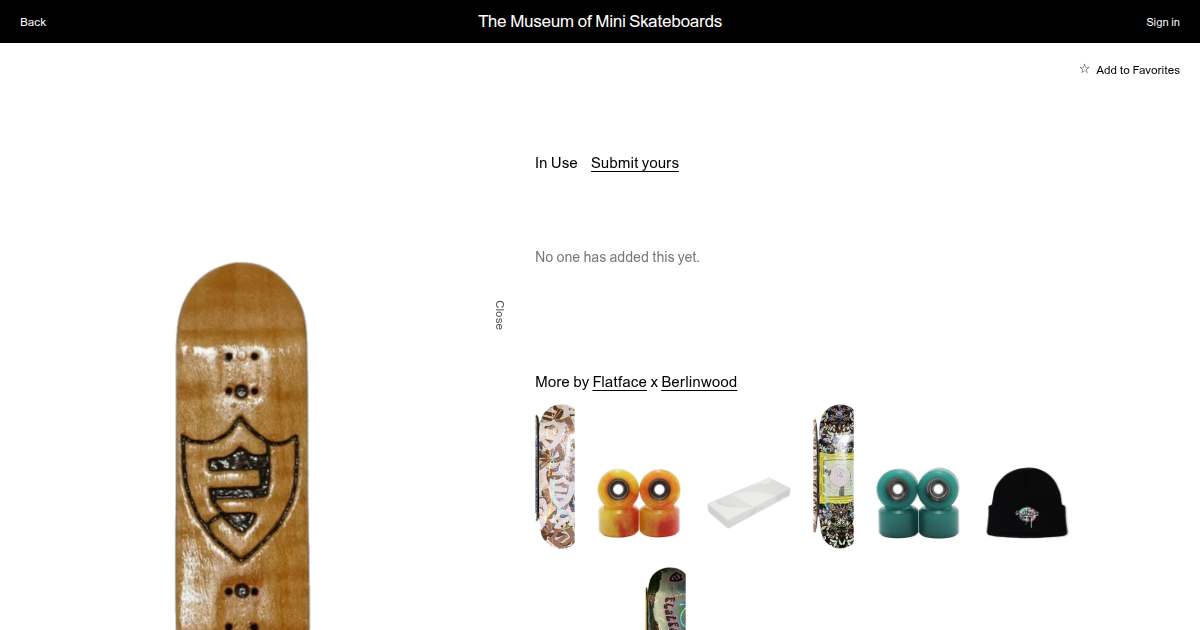 Back
The Museum of Mini Skateboards
Sign in
☆ Add to Favorites
In Use Submit yours
No one has added this yet.
Close
More by Flatface x Berlinwood